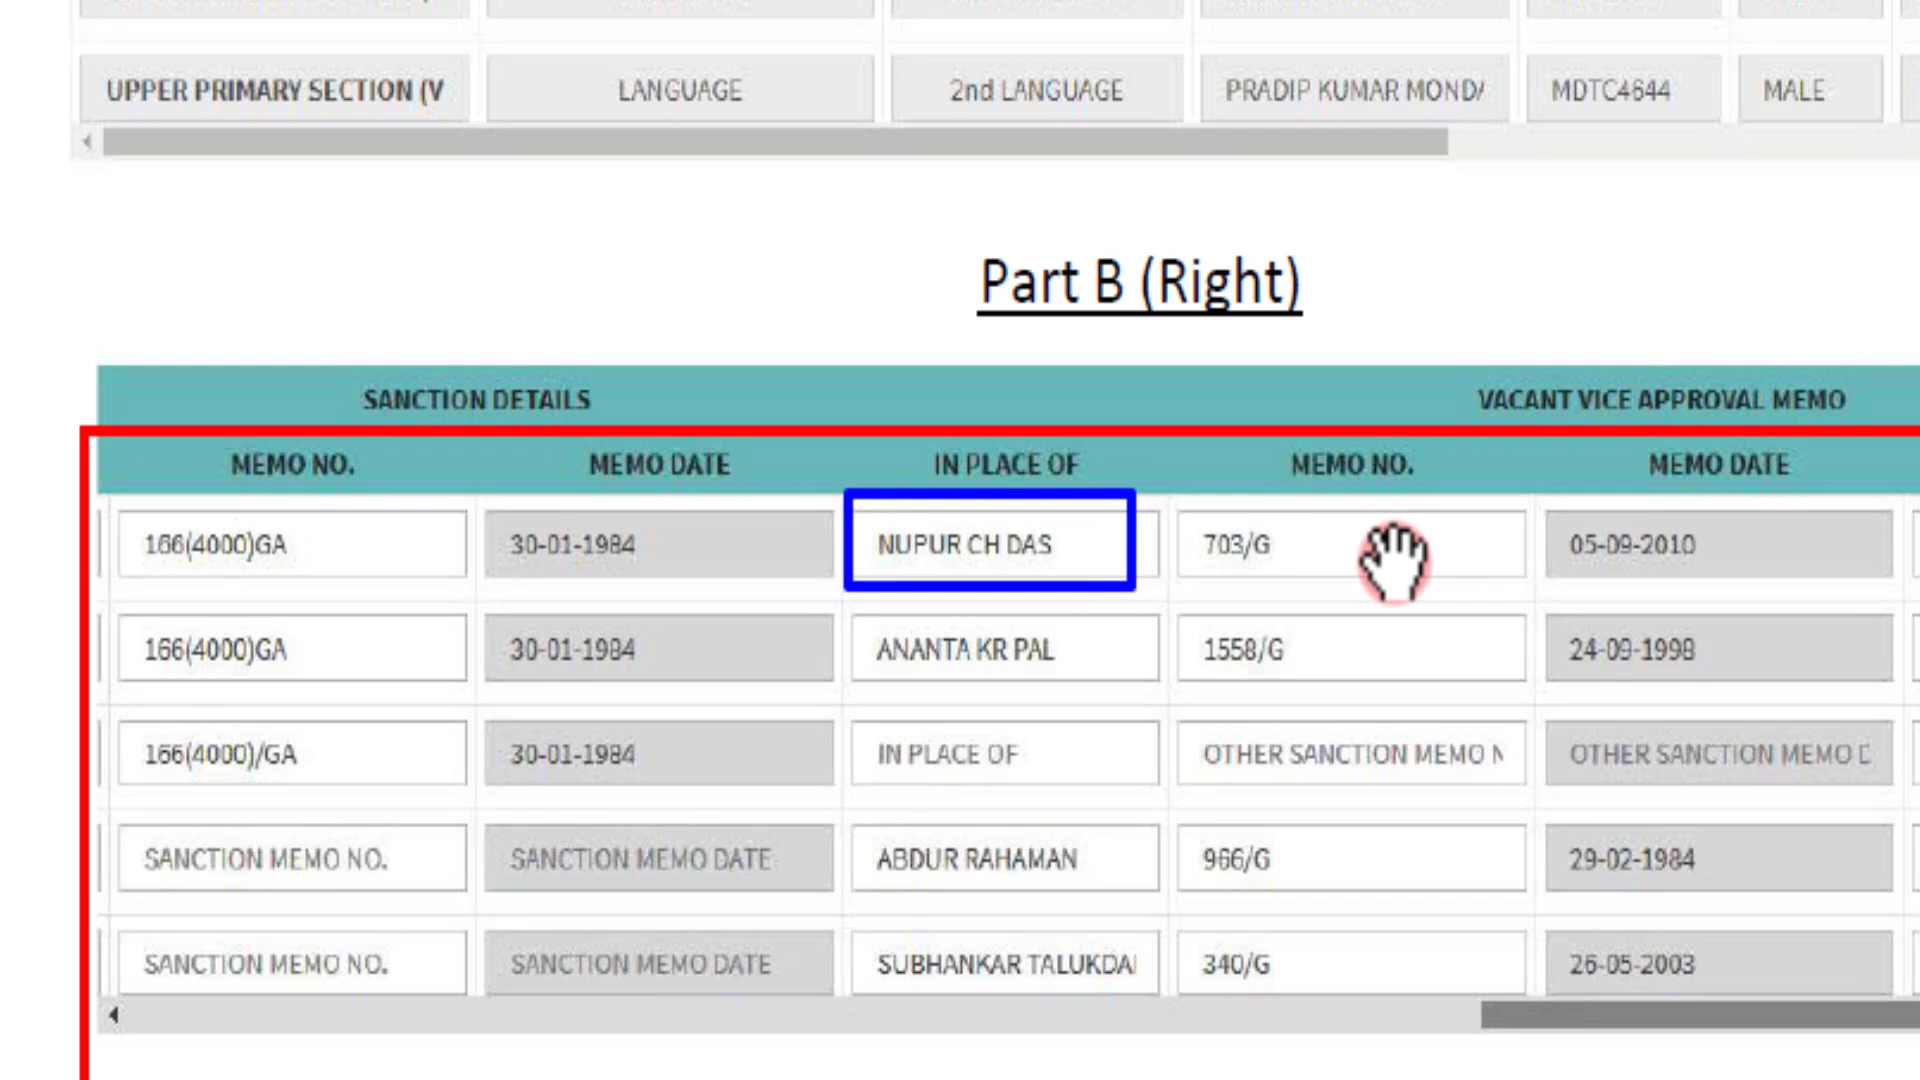 UPPER PRIMARY SECTION (V LANGUAGE 2nd LANGUAGE PRADIP KUMAR MONDA MDTC4644 MALE
Part B (Right)
SANCTION DETAILS VACANT VICE APPROVAL MEMO
MEMO NO. MEMO DATE IN PLACE OF MEMO NO. MEMO DATE
166(4000)GA 30-01-1984 NUPUR CH DAS 703/G 05-09-2010
166(4000)GA 30-01-1984 ANANTA KR PAL 1558/G 24-09-1998
166(4000)/GA 30-01-1984 IN PLACE OF OTHER SANCTION MEMO N OTHER SANCTION MEMO D
SANCTION MEMO NO. SANCTION MEMO DATE ABDUR RAHAMAN 966/G 29-02-1984
SANCTION MEMO NO. SANCTION MEMO DATE SUBHANKAR TALUKDAR 340/G 26-05-2003